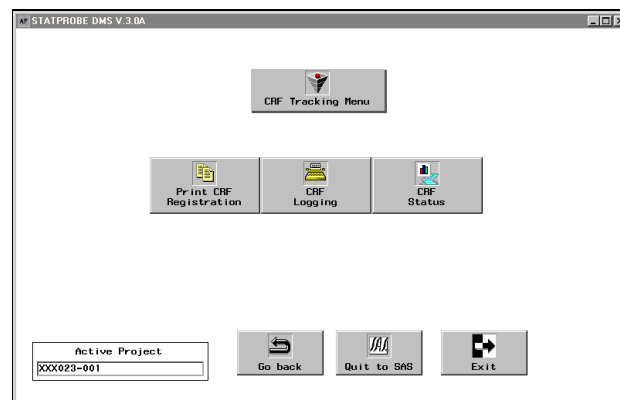 STATPROBE DMS V.3.0A
CRF Tracking Menu
Print CRF
Registration
CRF
Logging
CRF
Status
Active Project
XXX023-001
Go back
Quit to SAS
Exit